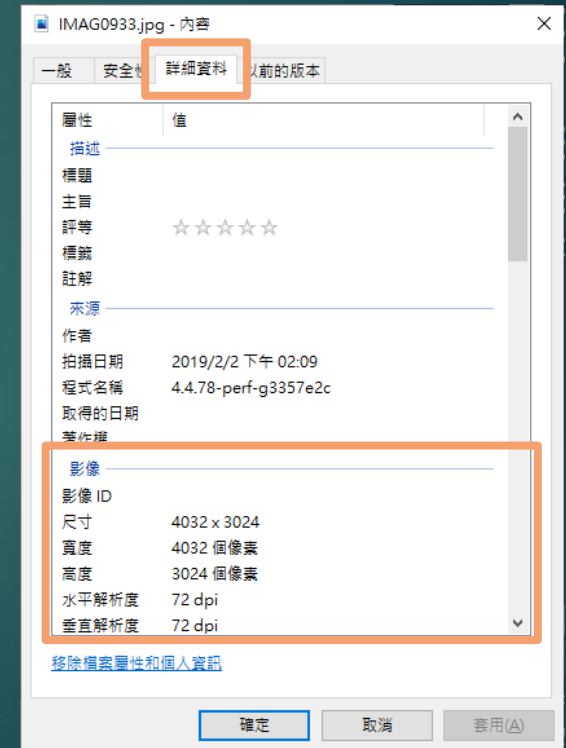 IMAG0933.jpg - 內容
一般 安全性 詳細資料 以前的版本
屬性 值
描述
標題
主旨
評等 ☆☆☆☆☆
標籤
註解
來源
作者
拍攝日期 2019/2/2 下午 02:09
程式名稱 4.4.78-perf-g3357e2c
取得的日期
著作權
影像
影像 ID
尺寸 4032 x 3024
寬度 4032 個像素
高度 3024 個像素
水平解析度 72 dpi
垂直解析度 72 dpi
移除檔案屬性和個人資訊
確定 取消 套用(A)